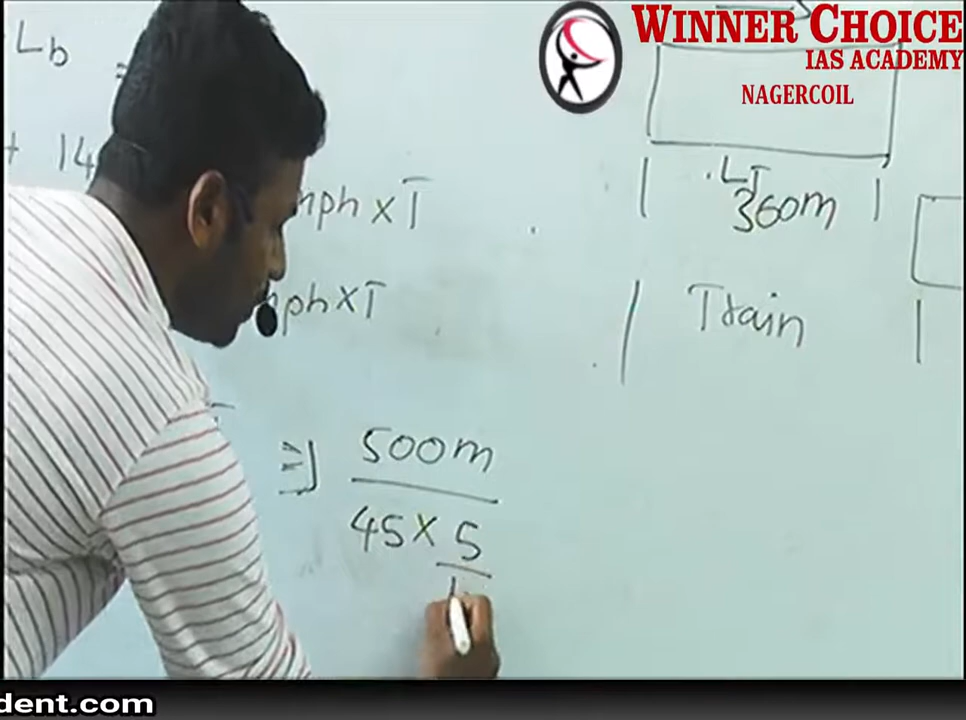 WINNER CHOICE
IAS ACADEMY
NAGERCOIL
Lb
+ 14
mph x T
LT
360m
mph x T
Train
500m
45 x 5
dent.com